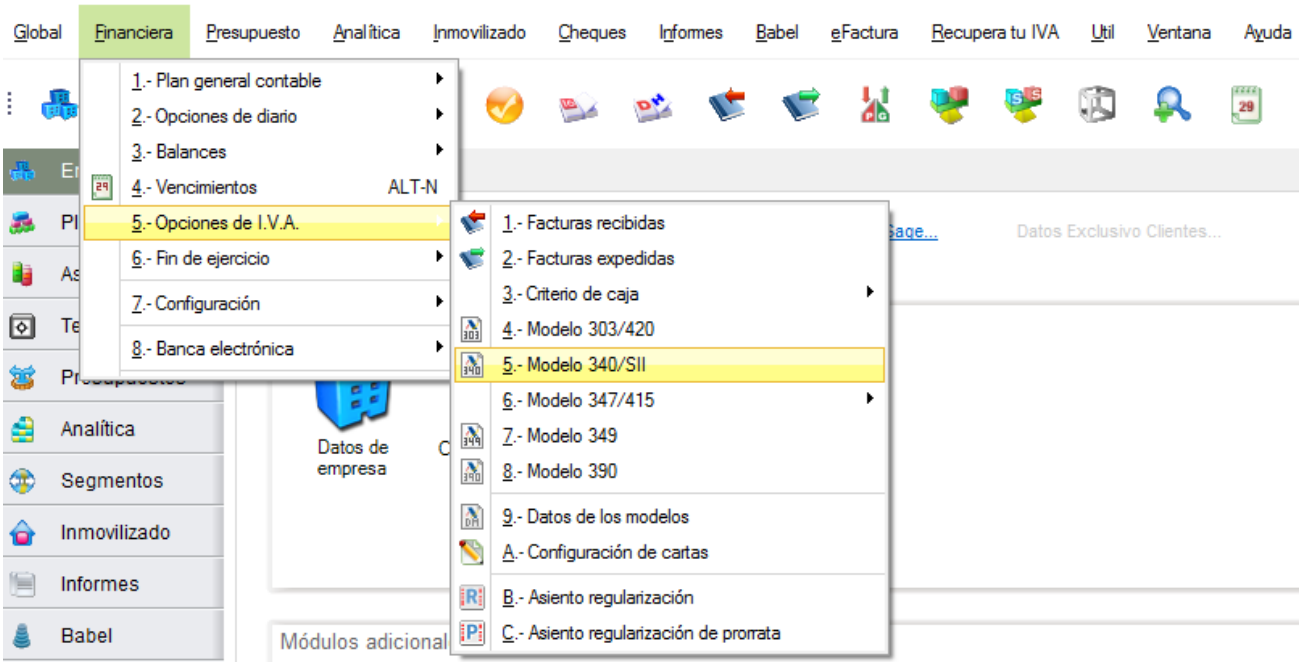 Global Financiera Presupuesto Analítica Inmovilizado Cheques Informes Babel eFactura Recupera tu IVA Util Ventana Ayuda
1.- Plan general contable
2.- Opciones de diario
3.- Balances
4.- Vencimientos ALT-N
5.- Opciones de I.V.A.
6.- Fin de ejercicio
7.- Configuración
8.- Banca electrónica
1.- Facturas recibidas
2.- Facturas expedidas
3.- Criterio de caja
4.- Modelo 303/420
5.- Modelo 340/SII
6.- Modelo 347/415
7.- Modelo 349
8.- Modelo 390
9.- Datos de los modelos
A.- Configuración de cartas
B.- Asiento regularización
C.- Asiento regularización de prorrata
Sage... Datos Exclusivo Clientes...
29
Analítica
Segmentos
Inmovilizado
Informes
Babel
Datos de
empresa
Módulos adicional